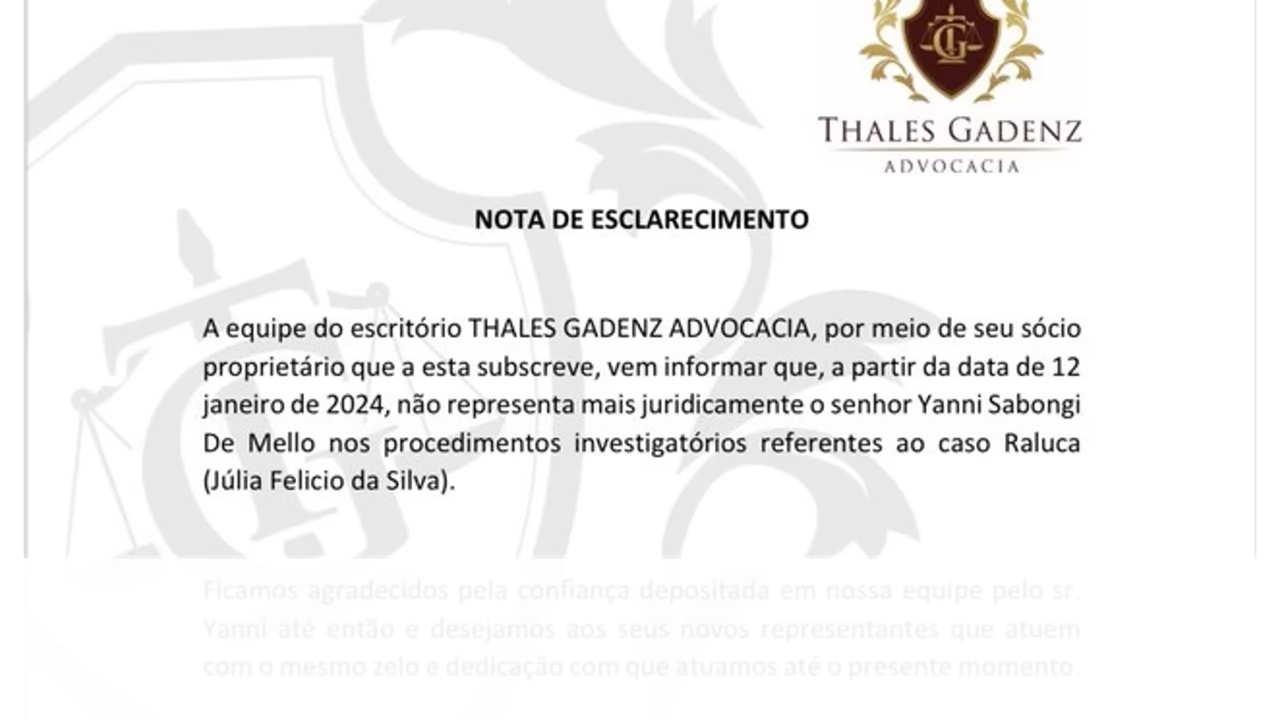 THALES GADENZ
ADVOCACIA
NOTA DE ESCLARECIMENTO
A equipe do escritório THALES GADENZ ADVOCACIA, por meio de seu sócio
proprietário que a esta subscreve, vem informar que, a partir da data de 12
janeiro de 2024, não representa mais juridicamente o senhor Yanni Sabongi
De Mello nos procedimentos investigatórios referentes ao caso Raluca
(Júlia Felicio da Silva).
Ficamos agradecidos pela confiança depositada em nossa equipe pelo sr.
Yanni até então e desejamos aos seus novos representantes que atuem
com o mesmo zelo e dedicação com que atuamos até o presente momento.